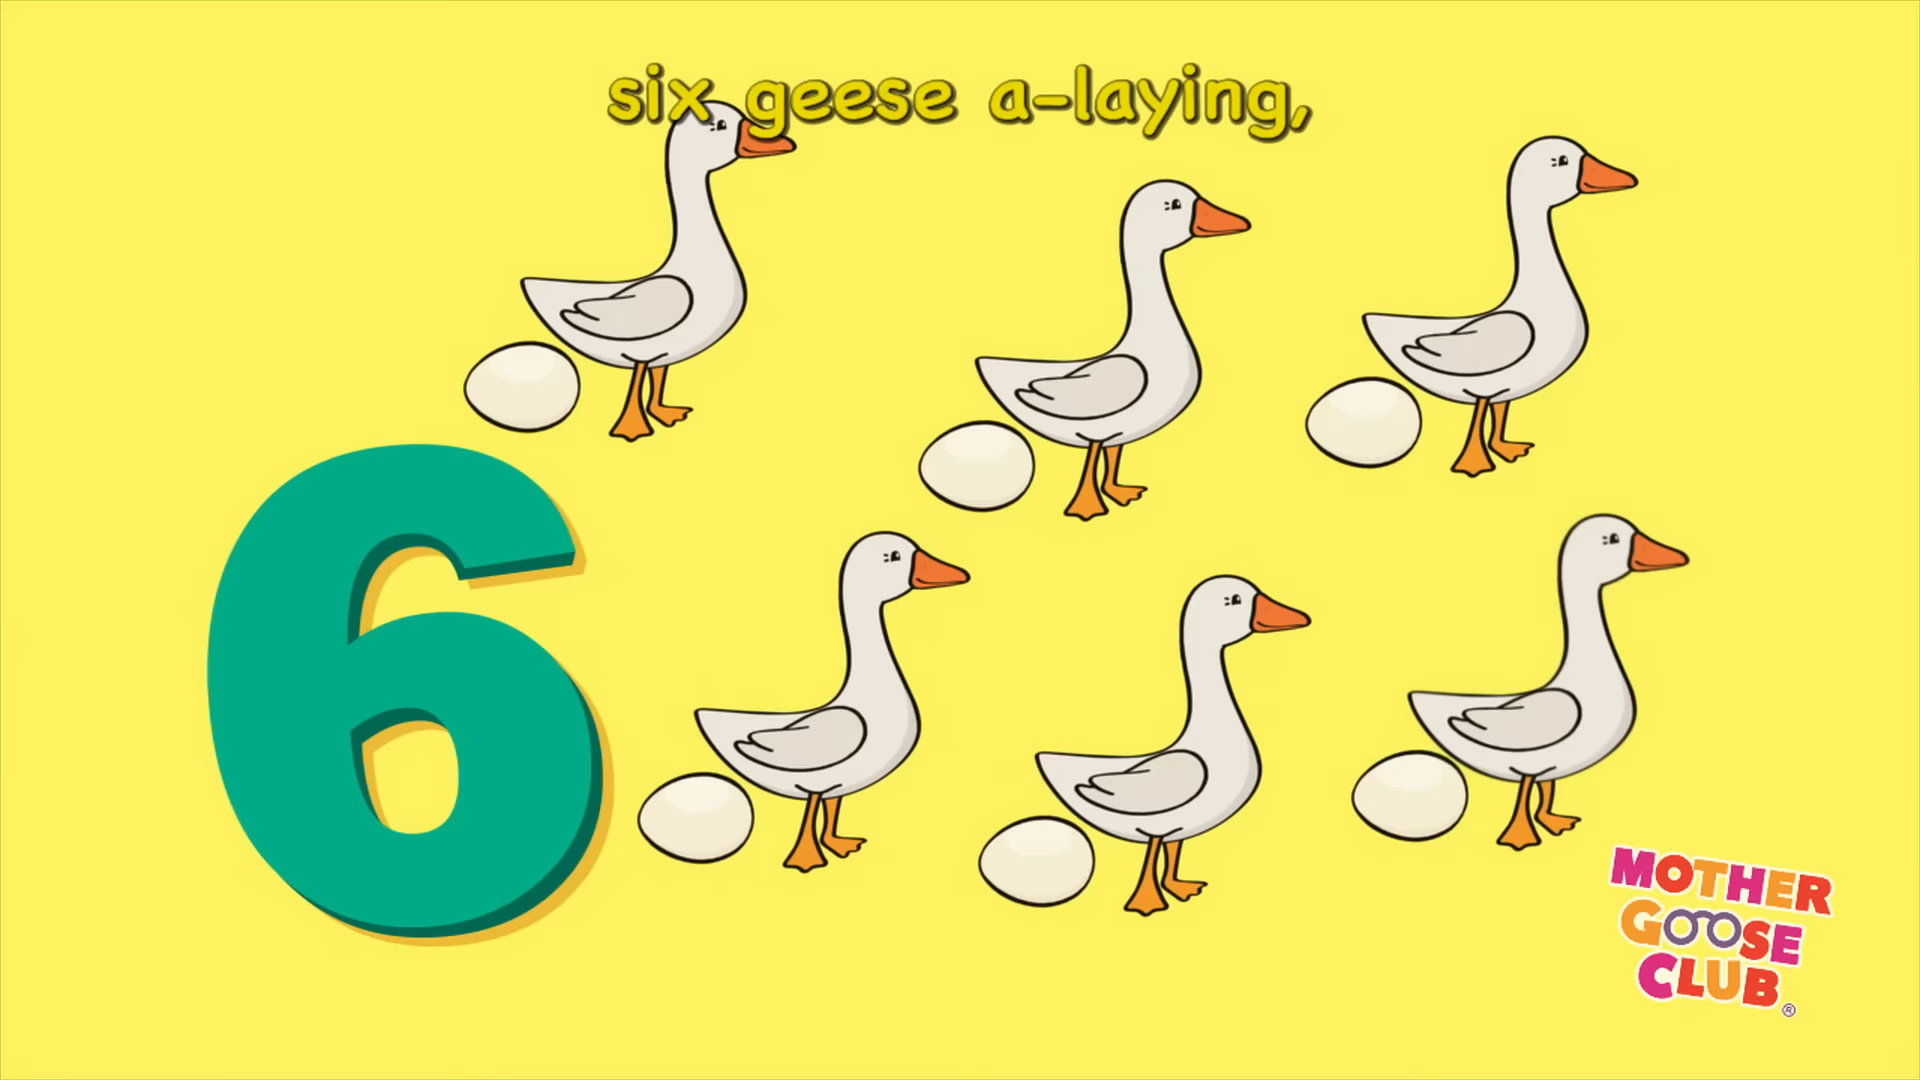 six geese a-laying,
6
MOTHER
GOOSE
CLUB
®